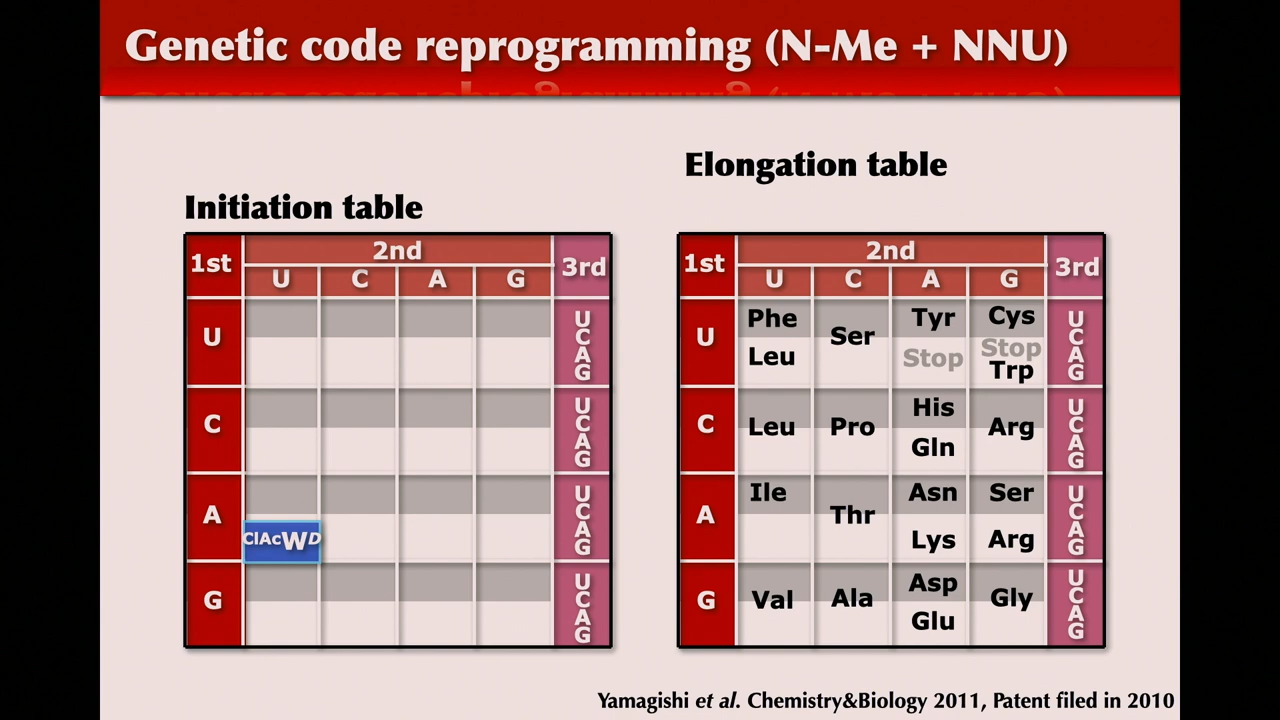 Genetic code reprogramming (N-Me + NNU)
Elongation table
Initiation table
1st 2nd 3rd
U C A G
U U
C
A
G
C U
C
A
G
A U
C
A
G
ClAcWD
G U
C
A
G
1st 2nd 3rd
U C A G
U Phe Leu Ser Tyr Stop Cys Stop Trp U
C
A
G
C Leu Pro His Gln Arg U
C
A
G
A Ile Thr Asn Lys Ser Arg U
C
A
G
G Val Ala Asp Glu Gly U
C
A
G
Yamagishi et al. Chemistry&Biology 2011, Patent filed in 2010